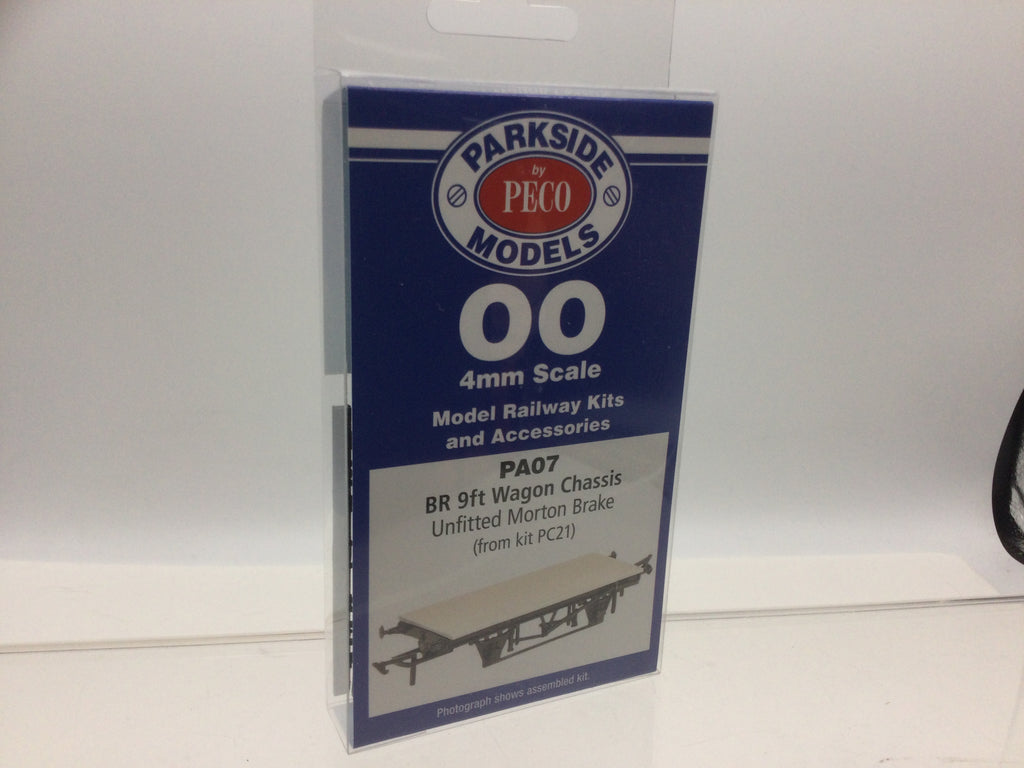 PARKSIDE
by
PECO
MODELS
OO
4mm Scale
Model Railway Kits
and Accessories
PA07
BR 9ft Wagon Chassis
Unfitted Morton Brake
(from kit PC21)
Photograph shows assembled kit.